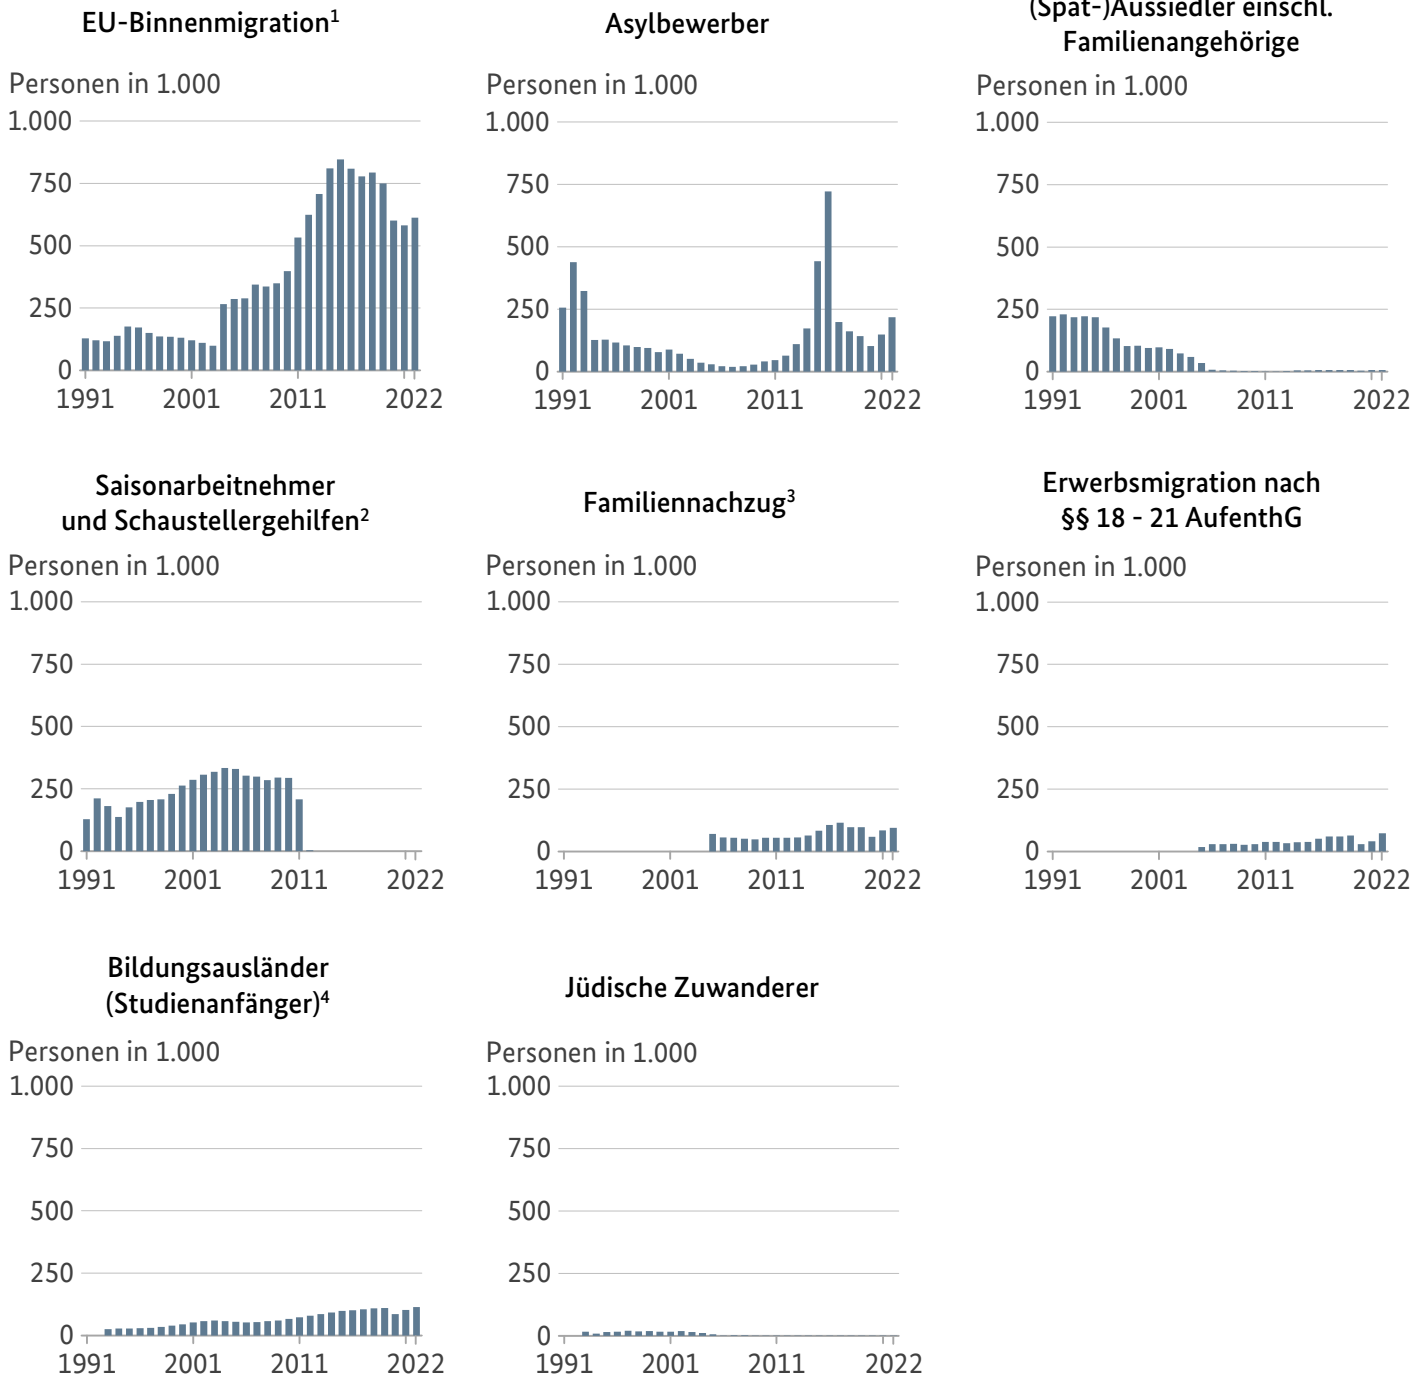 EU-Binnenmigration¹
Personen in 1.000
1.000
750
500
250
0
1991 2001 2011 2022
Asylbewerber
Personen in 1.000
1.000
750
500
250
0
1991 2001 2011 2022
(Spät-)Aussiedler einschl.
Familienangehörige
Personen in 1.000
1.000
750
500
250
0
1991 2001 2011 2022
Saisonarbeitnehmer
und Schaustellergehilfen²
Personen in 1.000
1.000
750
500
250
0
1991 2001 2011 2022
Familiennachzug³
Personen in 1.000
1.000
750
500
250
0
1991 2001 2011 2022
Erwerbsmigration nach
§§ 18 - 21 AufenthG
Personen in 1.000
1.000
750
500
250
0
1991 2001 2011 2022
Bildungsausländer
(Studienanfänger)⁴
Personen in 1.000
1.000
750
500
250
0
1991 2001 2011 2022
Jüdische Zuwanderer
Personen in 1.000
1.000
750
500
250
0
1991 2001 2011 2022